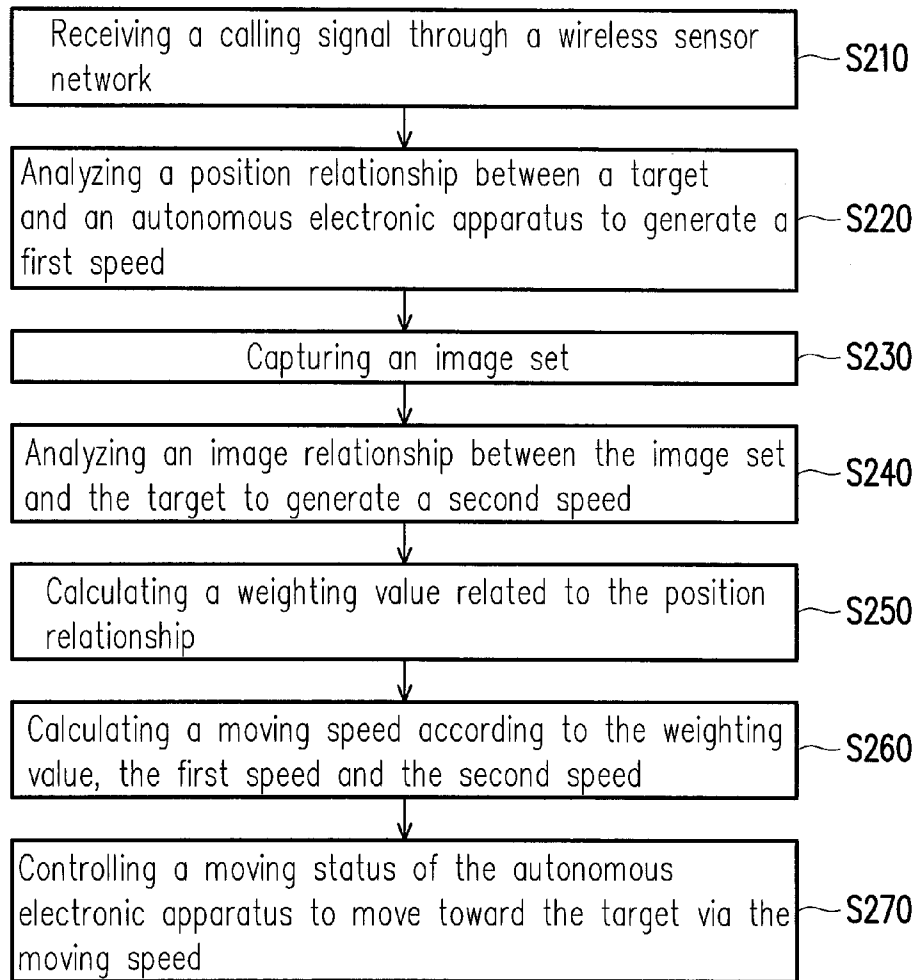 Receiving a calling signal through a wireless sensor
network
S210
Analyzing a position relationship between a target
and an autonomous electronic apparatus to generate a
first speed
S220
Capturing an image set
S230
Analyzing an image relationship between the image set
and the target to generate a second speed
S240
Calculating a weighting value related to the position
relationship
S250
Calculating a moving speed according to the weighting
value, the first speed and the second speed
S260
Controlling a moving status of the autonomous
electronic apparatus to move toward the target via the
moving speed
S270